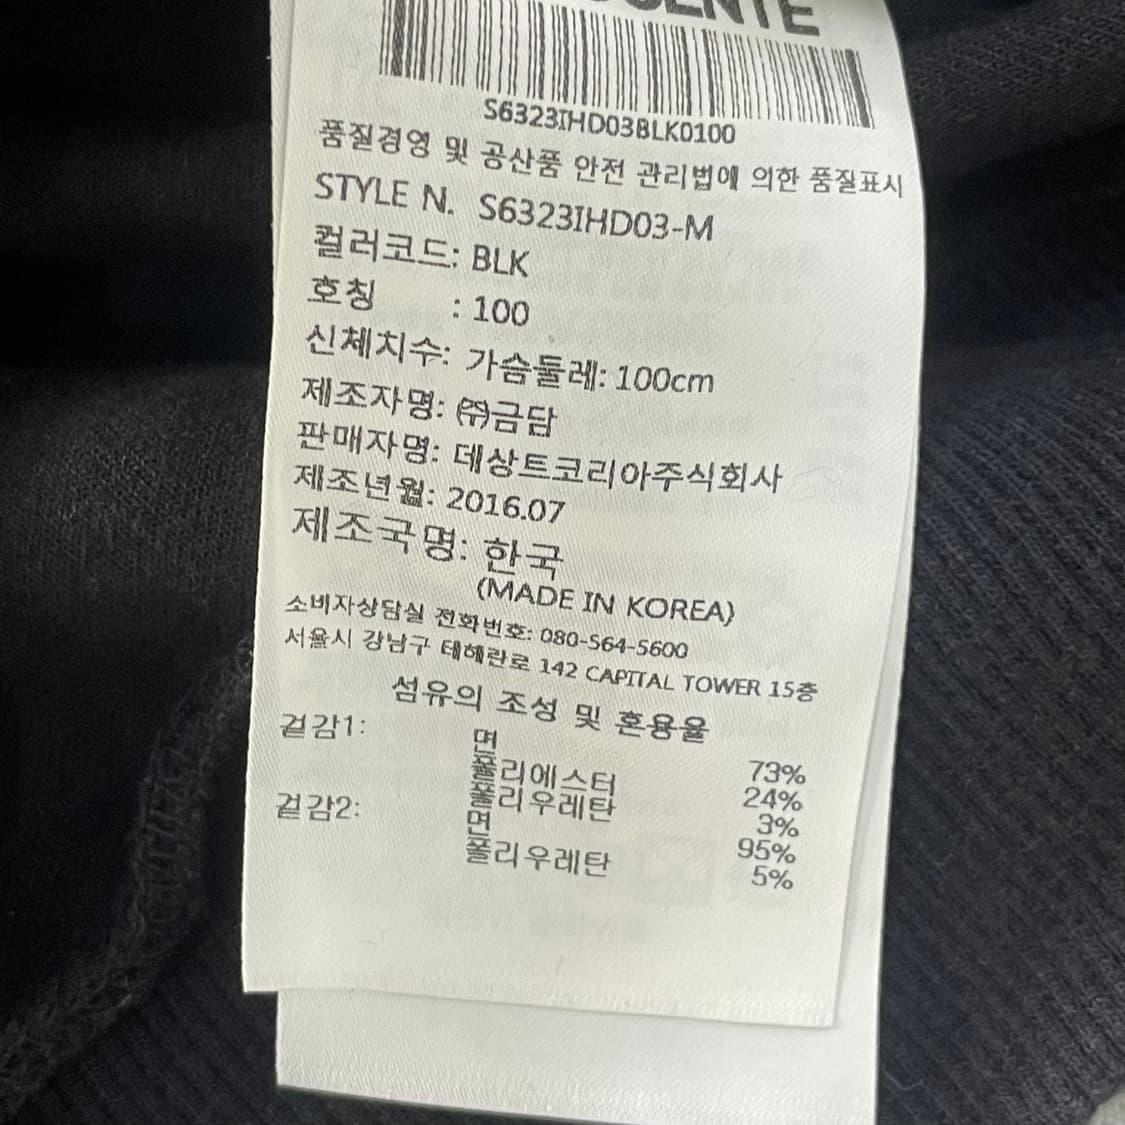 S6323IHD03BLK0100
품질경영 및 공산품 안전 관리법에 의한 품질표시
STYLE N. S6323IHD03-M
컬러코드: BLK
호칭 : 100
신체치수: 가슴둘레: 100cm
제조자명: ㈜금담
판매자명: 데상트코리아주식회사
제조년월: 2016.07
제조국명: 한국
(MADE IN KOREA)
소비자상담실 전화번호: 080-564-5600
서울시 강남구 테헤란로 142 CAPITAL TOWER 15층
섬유의 조성 및 혼용율
겉감1: 면 73%
폴리에스터 24%
폴리우레탄 3%
겉감2: 면 95%
폴리우레탄 5%